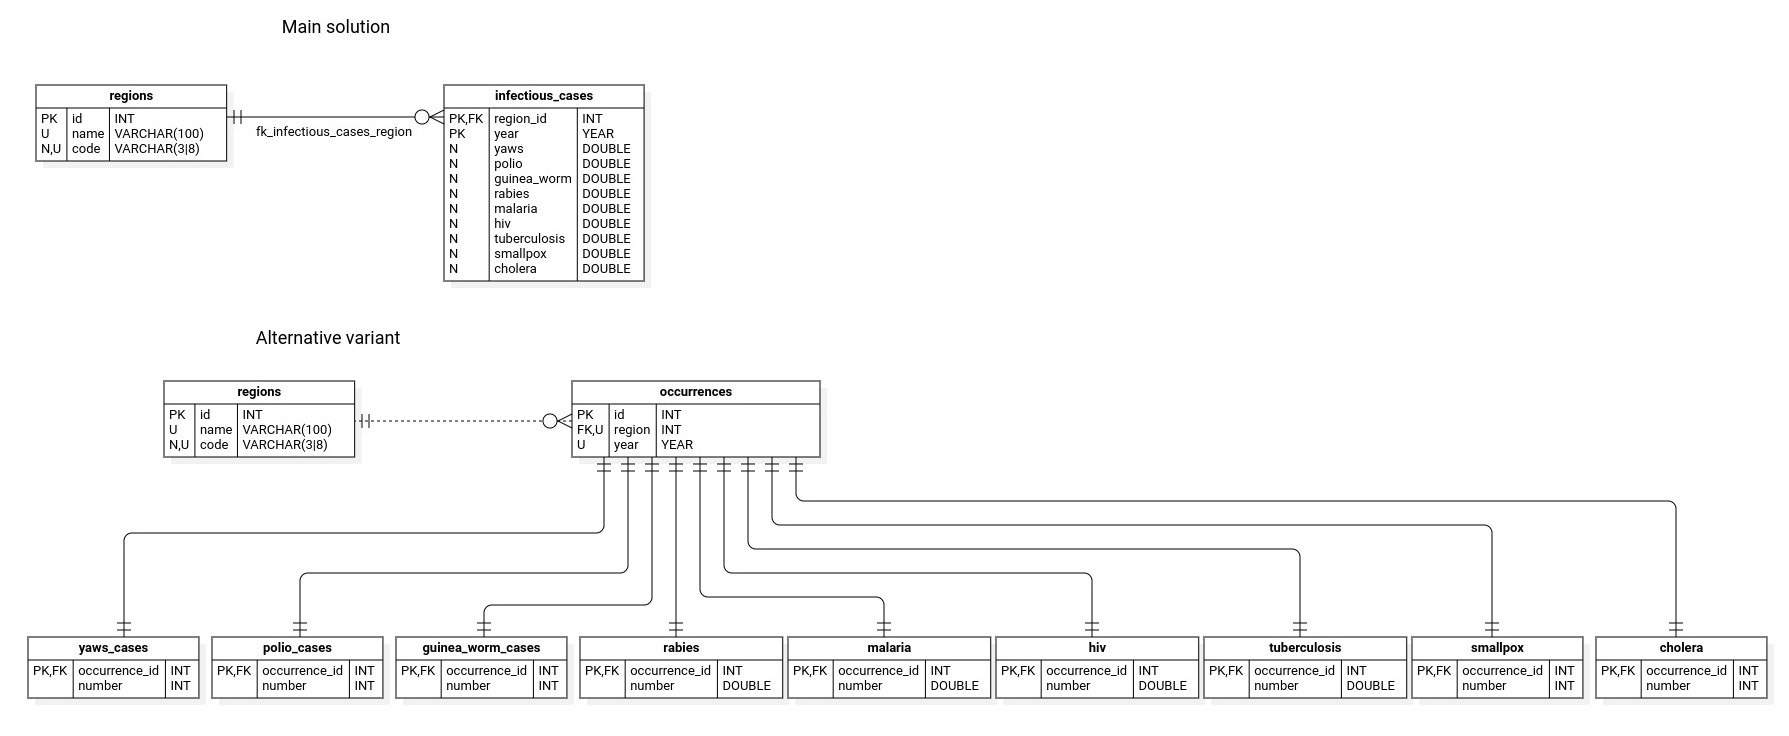 Main solution
regions
PK id INT
U name VARCHAR(100)
N,U code VARCHAR(3|8)
fk_infectious_cases_region
infectious_cases
PK,FK region_id INT
PK year YEAR
N yaws DOUBLE
N polio DOUBLE
N guinea_worm DOUBLE
N rabies DOUBLE
N malaria DOUBLE
N hiv DOUBLE
N tuberculosis DOUBLE
N smallpox DOUBLE
N cholera DOUBLE
Alternative variant
regions
PK id INT
U name VARCHAR(100)
N,U code VARCHAR(3|8)
occurrences
PK id INT
FK,U region INT
U year YEAR
yaws_cases
PK,FK occurrence_id INT
number INT
polio_cases
PK,FK occurrence_id INT
number INT
guinea_worm_cases
PK,FK occurrence_id INT
number INT
rabies
PK,FK occurrence_id INT
number DOUBLE
malaria
PK,FK occurrence_id INT
number DOUBLE
hiv
PK,FK occurrence_id INT
number DOUBLE
tuberculosis
PK,FK occurrence_id INT
number DOUBLE
smallpox
PK,FK occurrence_id INT
number INT
cholera
PK,FK occurrence_id INT
number INT